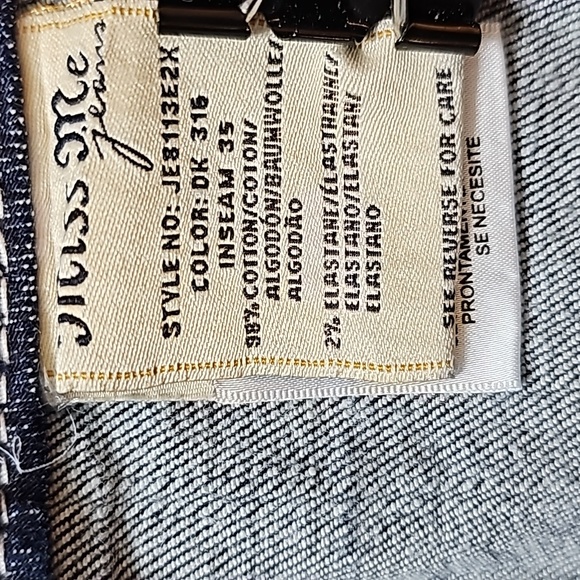 Miss Me
jeans
STYLE NO: JE8113E2X
COLOR: DK 316
INSEAM 35
98% COTTON/COTON/
ALGODÓN/BAUMWOLLE/
ALGODÃO
2% ELASTANE/ÉLASTHANNE/
ELASTANO/ELASTAN/
ELASTANO
SEE REVERSE FOR CARE
PRONTAMENTE
SE NECESITE